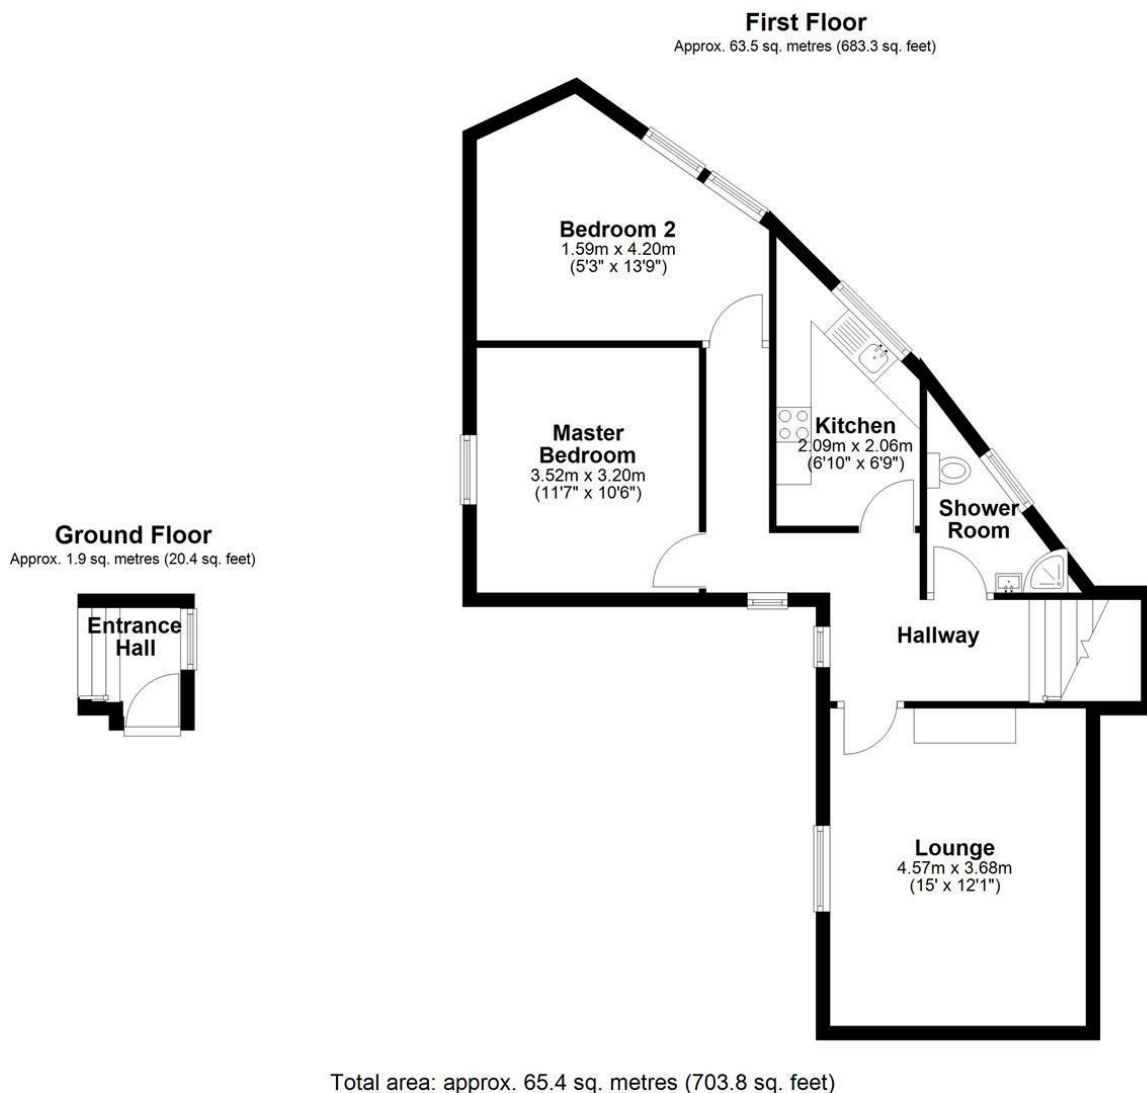 First Floor
Approx. 63.5 sq. metres (683.3 sq. feet)
Bedroom 2
1.59m x 4.20m
(5'3" x 13'9")
Master
Bedroom
3.52m x 3.20m
(11'7" x 10'6")
Kitchen
2.09m x 2.06m
(6'10" x 6'9")
Shower
Room
Ground Floor
Approx. 1.9 sq. metres (20.4 sq. feet)
Entrance
Hall
Hallway
Lounge
4.57m x 3.68m
(15' x 12'1")
Total area: approx. 65.4 sq. metres (703.8 sq. feet)